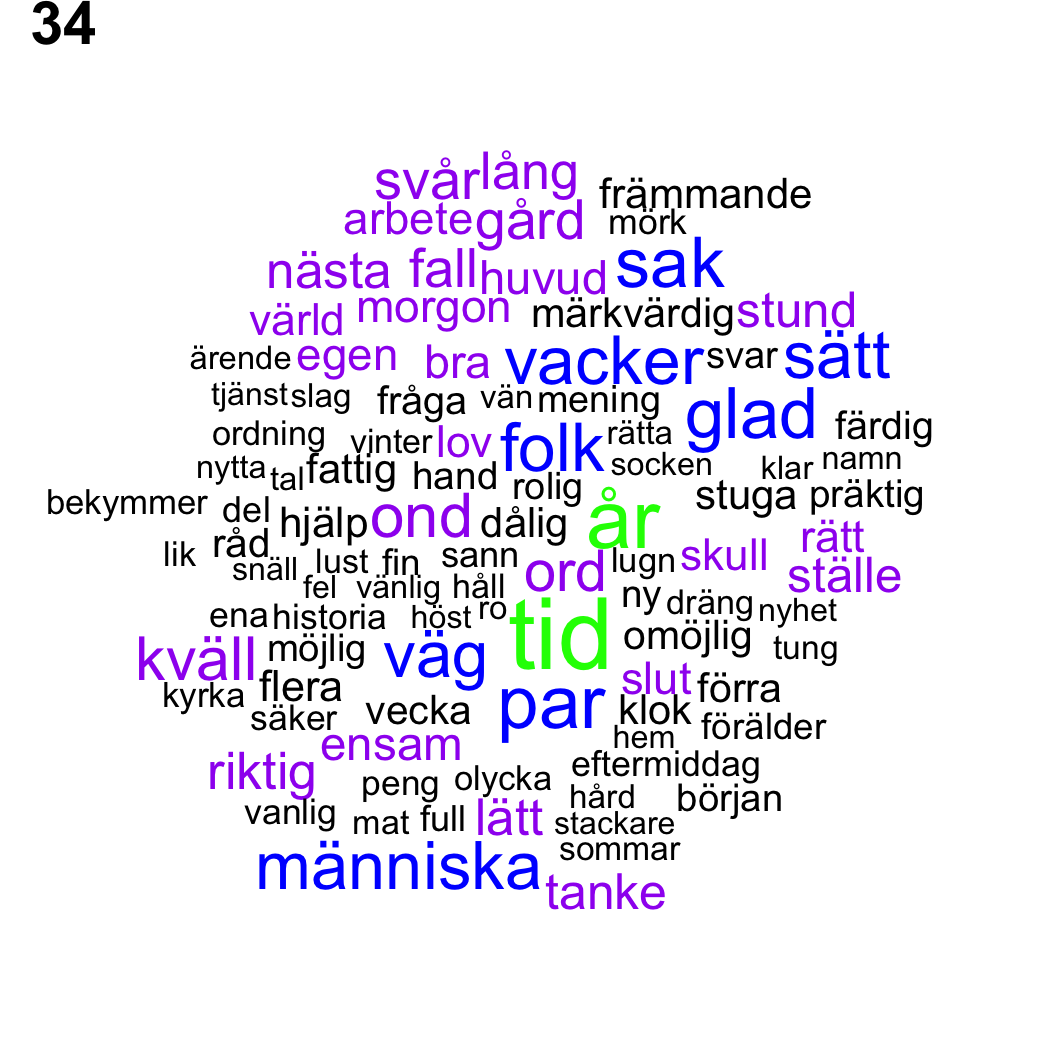 34
svår lång främmande
arbete gård mörk
nästa fall huvud sak
värld morgon märkvärdig stund
ärende egen bra vacker svar sätt
tjänst slag fråga vän mening glad färdig
ordning vinter lov folk rätta
nytta tal fattig hand socken klar namn
bekymmer del hjälp ond dålig rolig år stuga präktig
lik råd snäll lust fin sann ord lugn skull rätt
fel vänlig håll ställe
ena historia höst ro tid ny dräng nyhet
kväll möjlig väg omöjlig tung
kyrka flera par slut förra
säker vecka klok förälder
ensam hem
riktig peng olycka eftermiddag
vanlig mat full lätt hård början
stackare
människa sommar
tanke